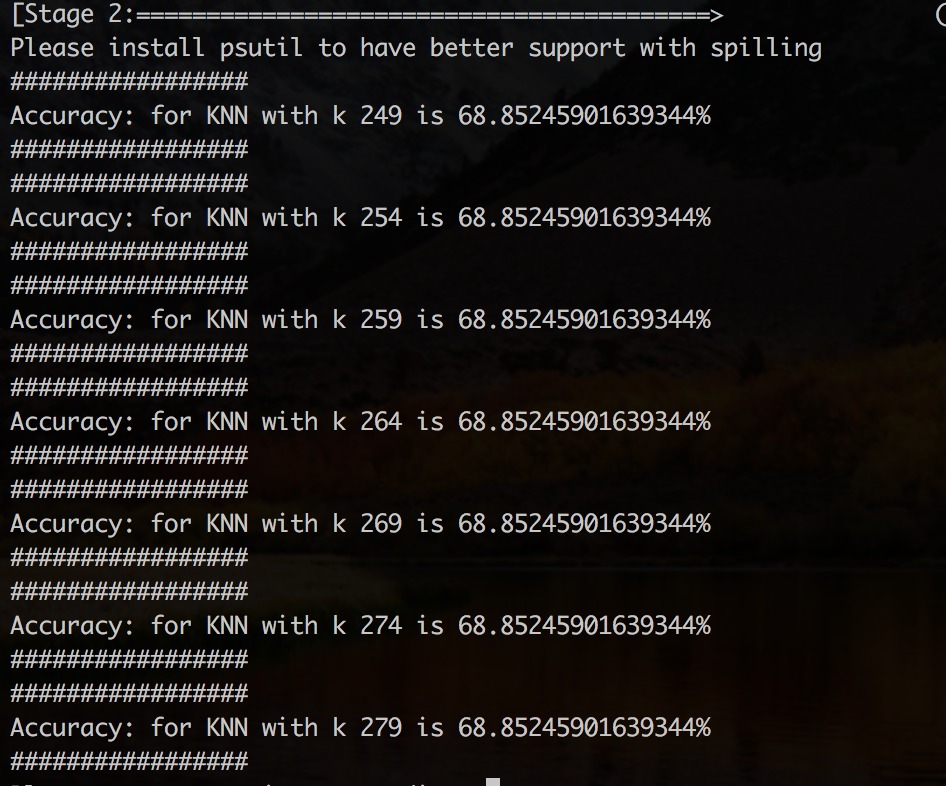 [Stage 2:=========================================>
Please install psutil to have better support with spilling
#################
Accuracy: for KNN with k 249 is 68.85245901639344%
#################
#################
Accuracy: for KNN with k 254 is 68.85245901639344%
#################
#################
Accuracy: for KNN with k 259 is 68.85245901639344%
#################
#################
Accuracy: for KNN with k 264 is 68.85245901639344%
#################
#################
Accuracy: for KNN with k 269 is 68.85245901639344%
#################
#################
Accuracy: for KNN with k 274 is 68.85245901639344%
#################
#################
Accuracy: for KNN with k 279 is 68.85245901639344%
#################